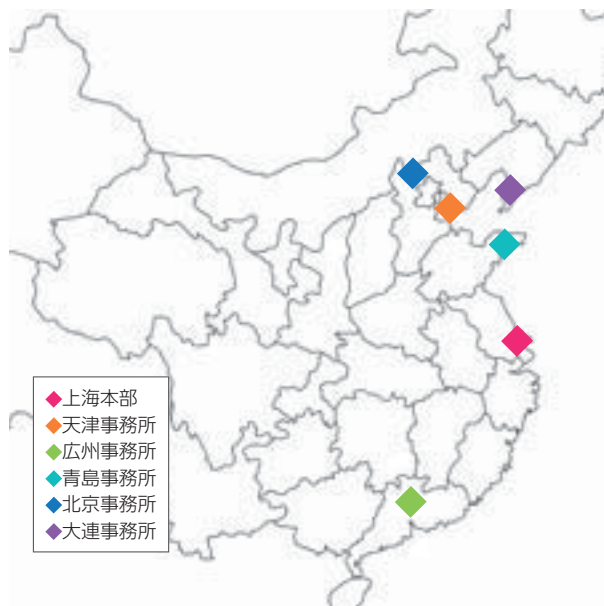 上海本部
天津事務所
広州事務所
青島事務所
北京事務所
大連事務所